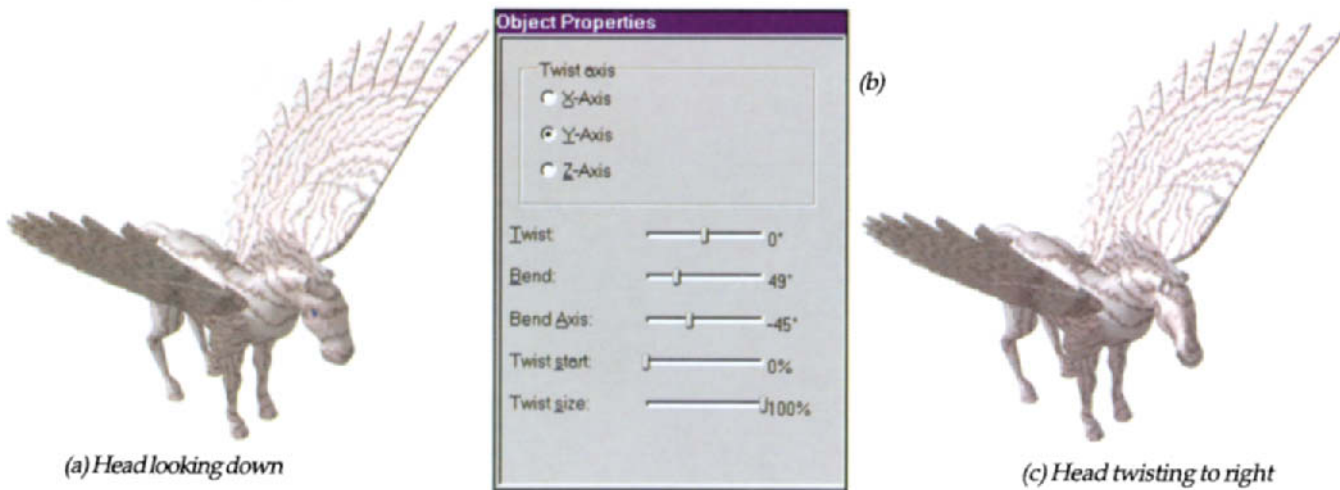 Object Properties
Twist axis
X-Axis
Y-Axis
Z-Axis
Twist: 0°
Bend: 49°
Bend Axis: -45°
Twist start: 0%
Twist size: 100%
(b)
(a) Head looking down
(c) Head twisting to right